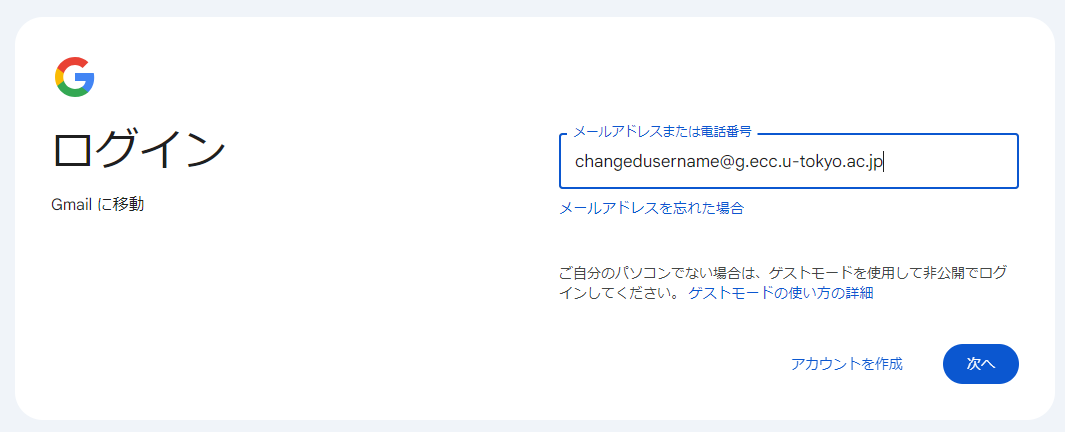 ログイン
Gmail に移動
メールアドレスまたは電話番号
changedusername@g.ecc.u-tokyo.ac.jp
メールアドレスを忘れた場合
ご自分のパソコンでない場合は、ゲストモードを使用して非公開でログ
インしてください。 ゲストモードの使い方の詳細
アカウントを作成
次へ